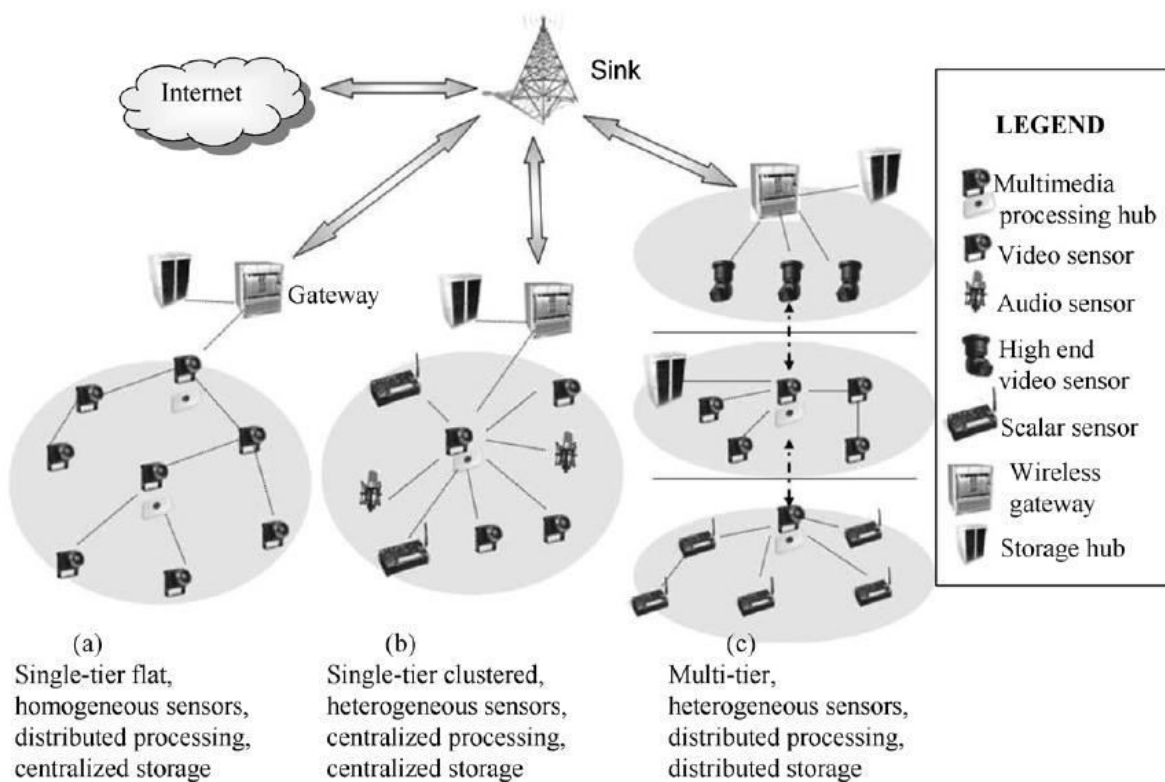 Sink
Internet
Gateway
LEGEND
Multimedia
processing hub
Video sensor
Audio sensor
High end
video sensor
Scalar sensor
Wireless
gateway
Storage hub
(a)
Single-tier flat,
homogeneous sensors,
distributed processing,
centralized storage
(b)
Single-tier clustered,
heterogeneous sensors,
centralized processing,
centralized storage
(c)
Multi-tier,
heterogeneous sensors,
distributed processing,
distributed storage